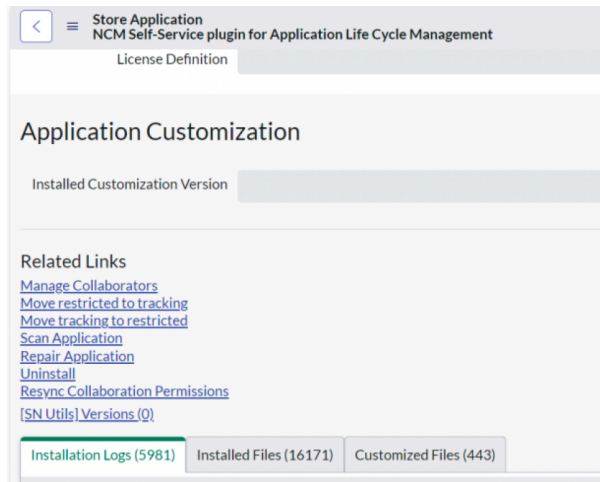 Store Application
NCM Self-Service plugin for Application Life Cycle Management
License Definition
Application Customization
Installed Customization Version
Related Links
Manage Collaborators
Move restricted to tracking
Move tracking to restricted
Scan Application
Repair Application
Uninstall
Resync Collaboration Permissions
[SN Utils] Versions (0)
Installation Logs (5981) Installed Files (16171) Customized Files (443)